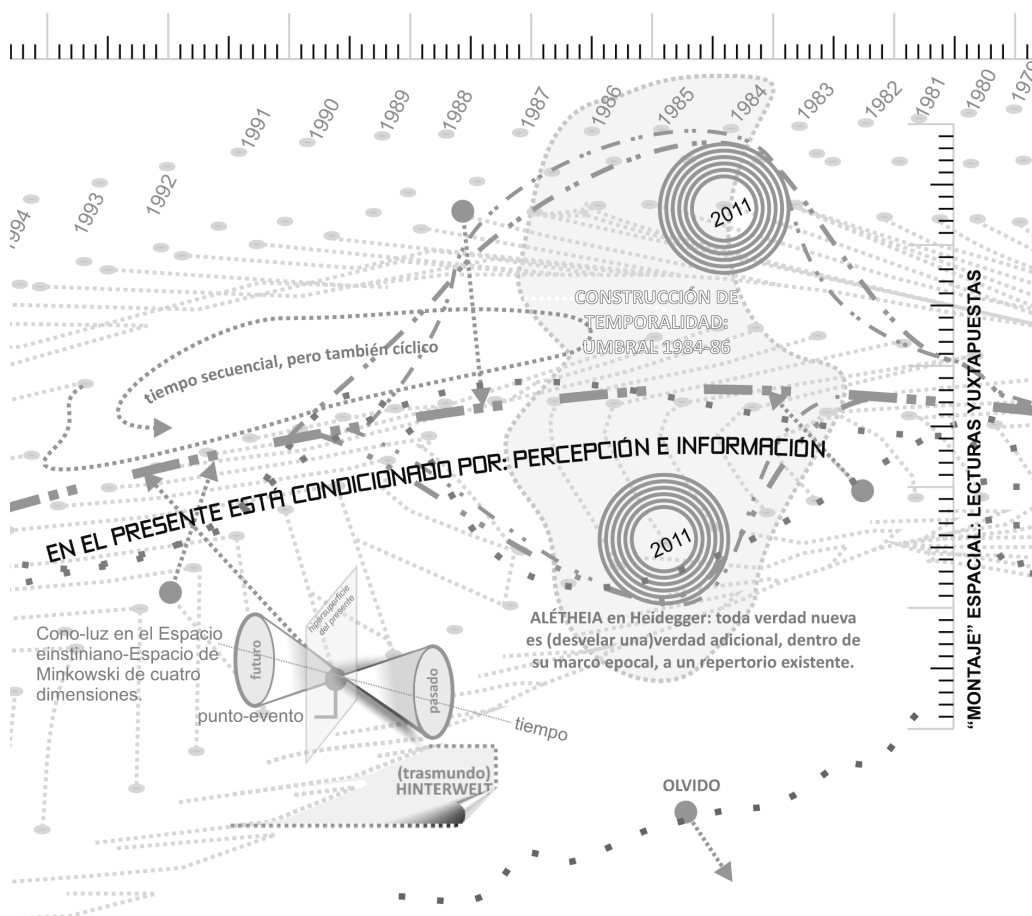 1994
1993
1992
1991
1990
1989
1988
1987
1986
1985
1984
1983
1982
1981
1980
1979
2011
CONSTRUCCIÓN DE
TEMPORALIDAD:
UMBRAL 1984-86
tiempo secuencial, pero también cíclico
"MONTAJE" ESPACIAL: LECTURAS YUXTAPUESTAS
EN EL PRESENTE ESTÁ CONDICIONADO POR: PERCEPCIÓN E INFORMACIÓN
2011
hipersuperficie
del presente
ALÉTHEIA en Heidegger: toda verdad nueva
es (desvelar una)verdad adicional, dentro de
su marco epocal, a un repertorio existente.
Cono-luz en el Espacio
einstiniano-Espacio de
Minkowski de cuatro
dimensiones.
futuro
pasado
punto-evento
tiempo
(trasmundo)
HINTERWELT
OLVIDO